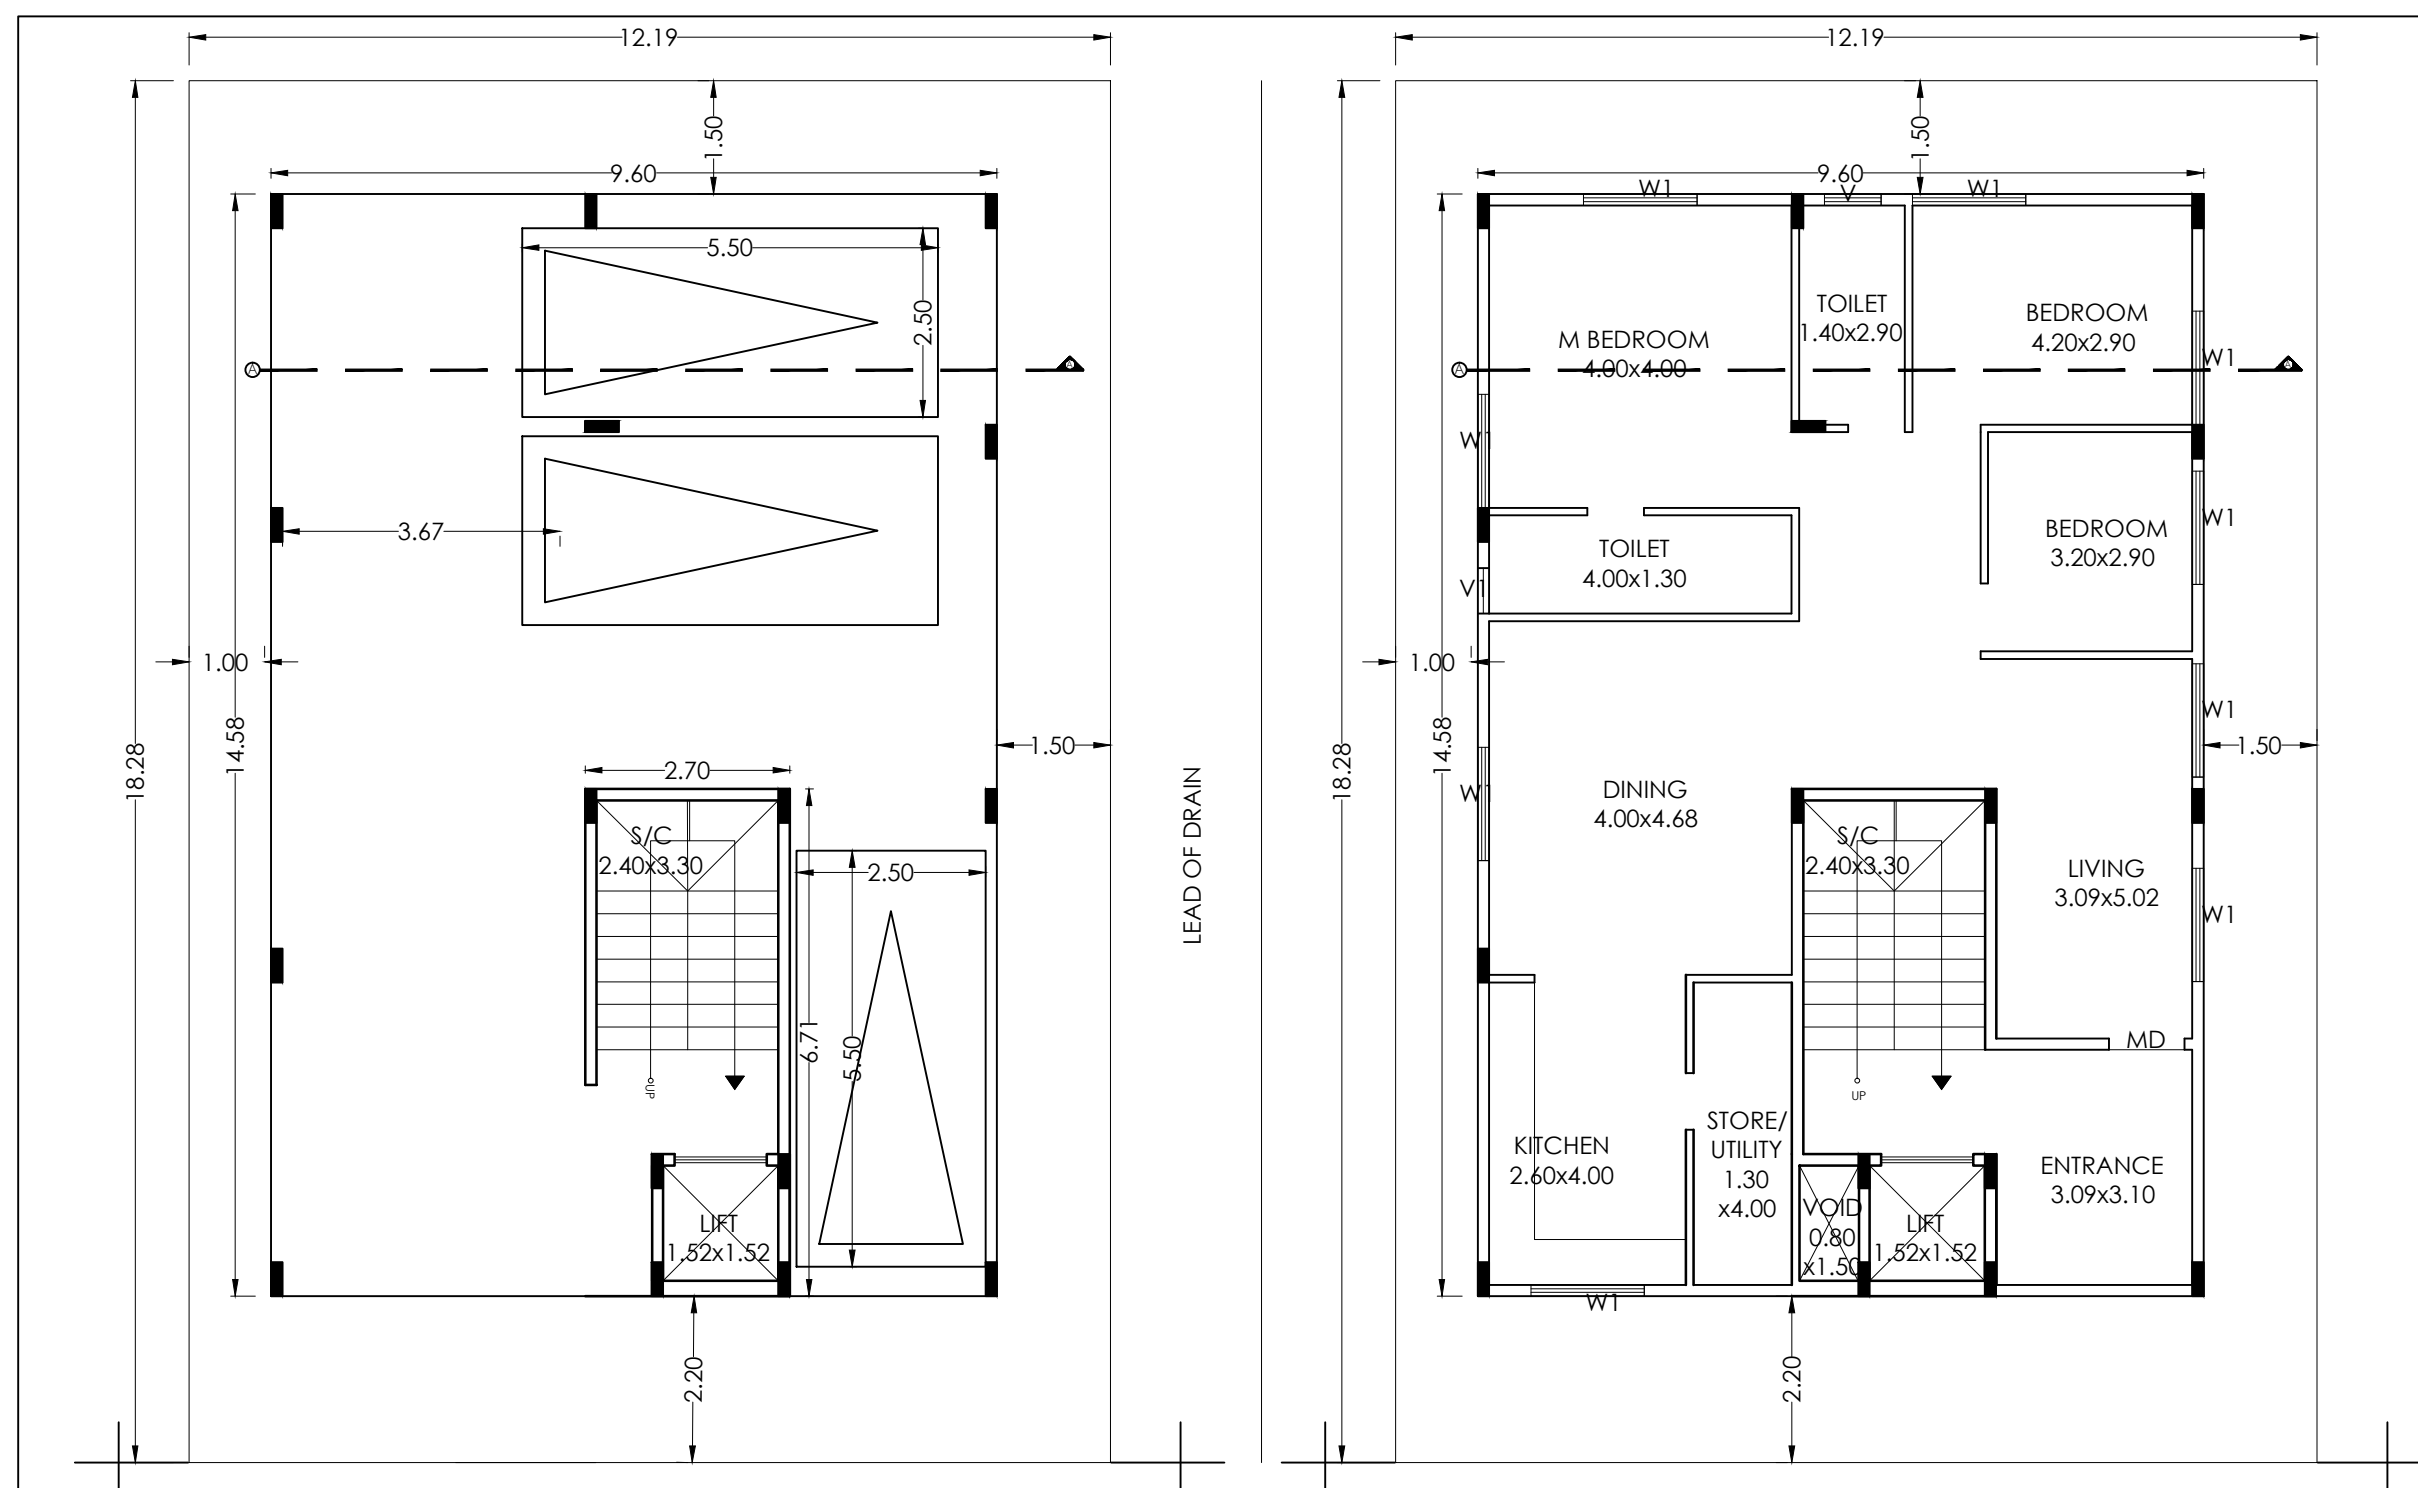 12.19
1.50
9.60
5.50
2.50
A
A
3.67
1.00
18.28
14.58
1.50
2.70
S/C
2.40x3.30
2.50
6.71
5.50
UP
LIFT
1.52x1.52
2.20
LEAD OF DRAIN
12.19
1.50
9.60
W1
V
W1
TOILET
1.40x2.90
BEDROOM
4.20x2.90
M BEDROOM
4.00x4.00
W1
A
A
W1
BEDROOM
3.20x2.90
W1
TOILET
4.00x1.30
V1
1.00
18.28
14.58
W1
1.50
DINING
4.00x4.68
W1
S/C
2.40x3.30
LIVING
3.09x5.02
W1
MD
UP
STORE/
UTILITY
1.30
x4.00
KITCHEN
2.60x4.00
ENTRANCE
3.09x3.10
VOID
0.80
x1.50
LIFT
1.52x1.52
W1
2.20